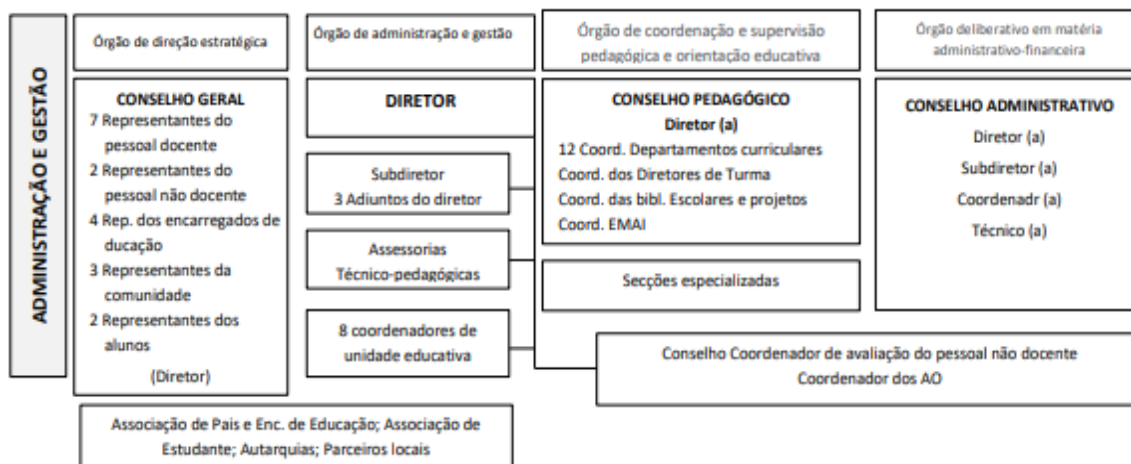 ADMINISTRAÇÃO E GESTÃO
Órgão de direção estratégica
CONSELHO GERAL
7 Representantes do
pessoal docente
2 Representantes do
pessoal não docente
4 Rep. dos encarregados de
ducação
3 Representantes da
comunidade
2 Representantes dos
alunos
(Diretor)
Órgão de administração e gestão
DIRETOR
Subdiretor
3 Adiuntos do diretor
Assessorias
Técnico-pedagógicas
8 coordenadores de
unidade educativa
Órgão de coordenação e supervisão
pedagógica e orientação educativa
CONSELHO PEDAGÓGICO
Diretor (a)
12 Coord. Departamentos curriculares
Coord. dos Diretores de Turma
Coord. das bibl. Escolares e projetos
Coord. EMAI
Secções especializadas
Órgão deliberativo em matéria
administrativo-financeira
CONSELHO ADMINISTRATIVO
Diretor (a)
Subdiretor (a)
Coordenadr (a)
Técnico (a)
Conselho Coordenador de avaliação do pessoal não docente
Coordenador dos AO
Associação de Pais e Enc. de Educação; Associação de
Estudante; Autarquias; Parceiros locais